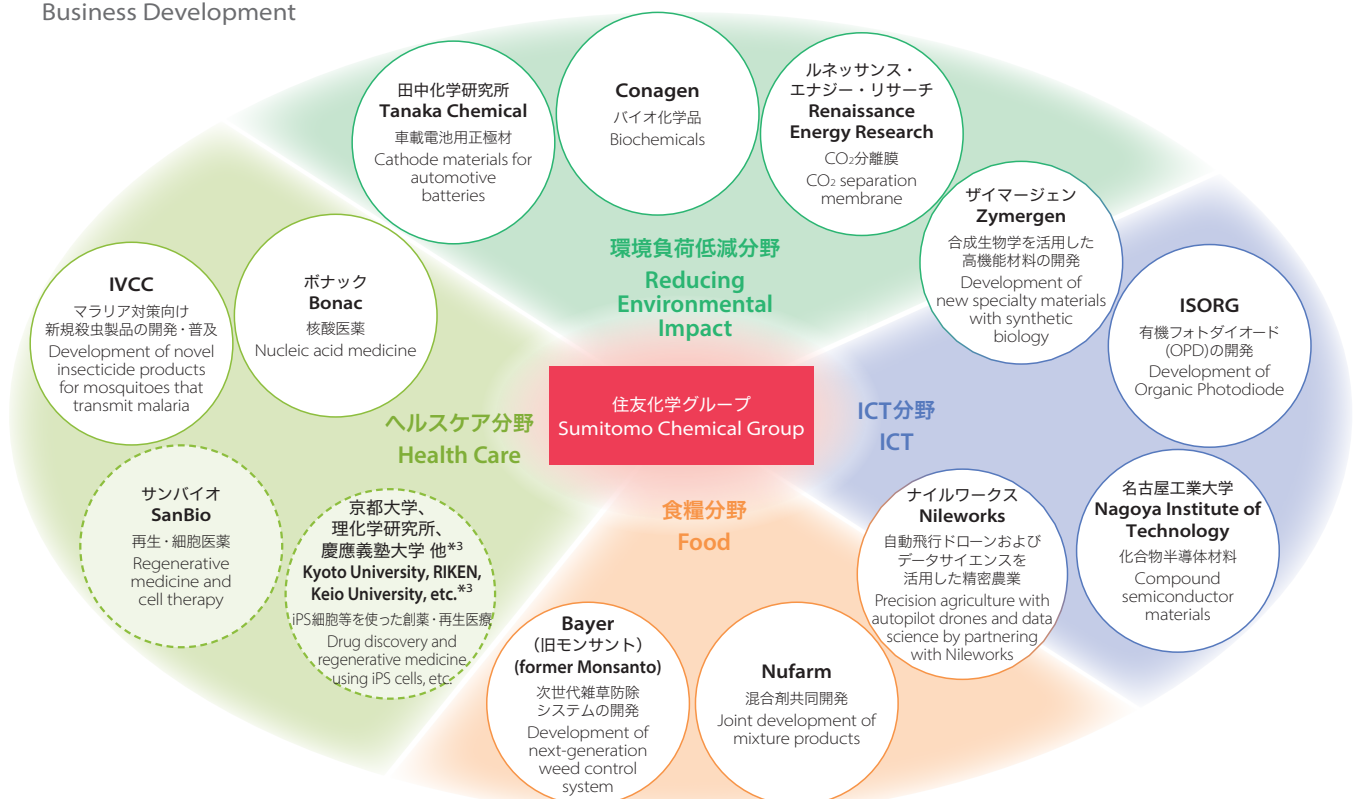 Business Development
田中化学研究所
Tanaka Chemical
車載電池用正極材
Cathode materials for
automotive
batteries
Conagen
バイオ化学品
Biochemicals
ルネッサンス・
エナジー・リサーチ
Renaissance
Energy Research
CO₂分離膜
CO₂ separation
membrane
ザイマージェン
Zymergen
合成生物学を活用した
高機能材料の開発
Development of
new specialty materials
with synthetic
biology
環境負荷低減分野
Reducing
Environmental
Impact
IVCC
マラリア対策向け
新規殺虫製品の開発・普及
Development of novel
insecticide products
for mosquitoes that
transmit malaria
ボナック
Bonac
核酸医薬
Nucleic acid medicine
ISORG
有機フォトダイオード
(OPD)の開発
Development of
Organic Photodiode
ヘルスケア分野
Health Care
住友化学グループ
Sumitomo Chemical Group
ICT分野
ICT
サンバイオ
SanBio
再生・細胞医薬
Regenerative
medicine and
cell therapy
京都大学、
理化学研究所、
慶應義塾大学 他*3
Kyoto University, RIKEN,
Keio University, etc.*3
iPS細胞等を使った創薬・再生医療
Drug discovery and
regenerative medicine
using iPS cells, etc.
食糧分野
Food
ナイルワークス
Nileworks
自動飛行ドローンおよび
データサイエンスを
活用した精密農業
Precision agriculture with
autopilot drones and data
science by partnering
with Nileworks
名古屋工業大学
Nagoya Institute of
Technology
化合物半導体材料
Compound
semiconductor
materials
Bayer
（旧モンサント）
(former Monsanto)
次世代雑草防除
システムの開発
Development of
next-generation
weed control
system
Nufarm
混合剤共同開発
Joint development of
mixture products